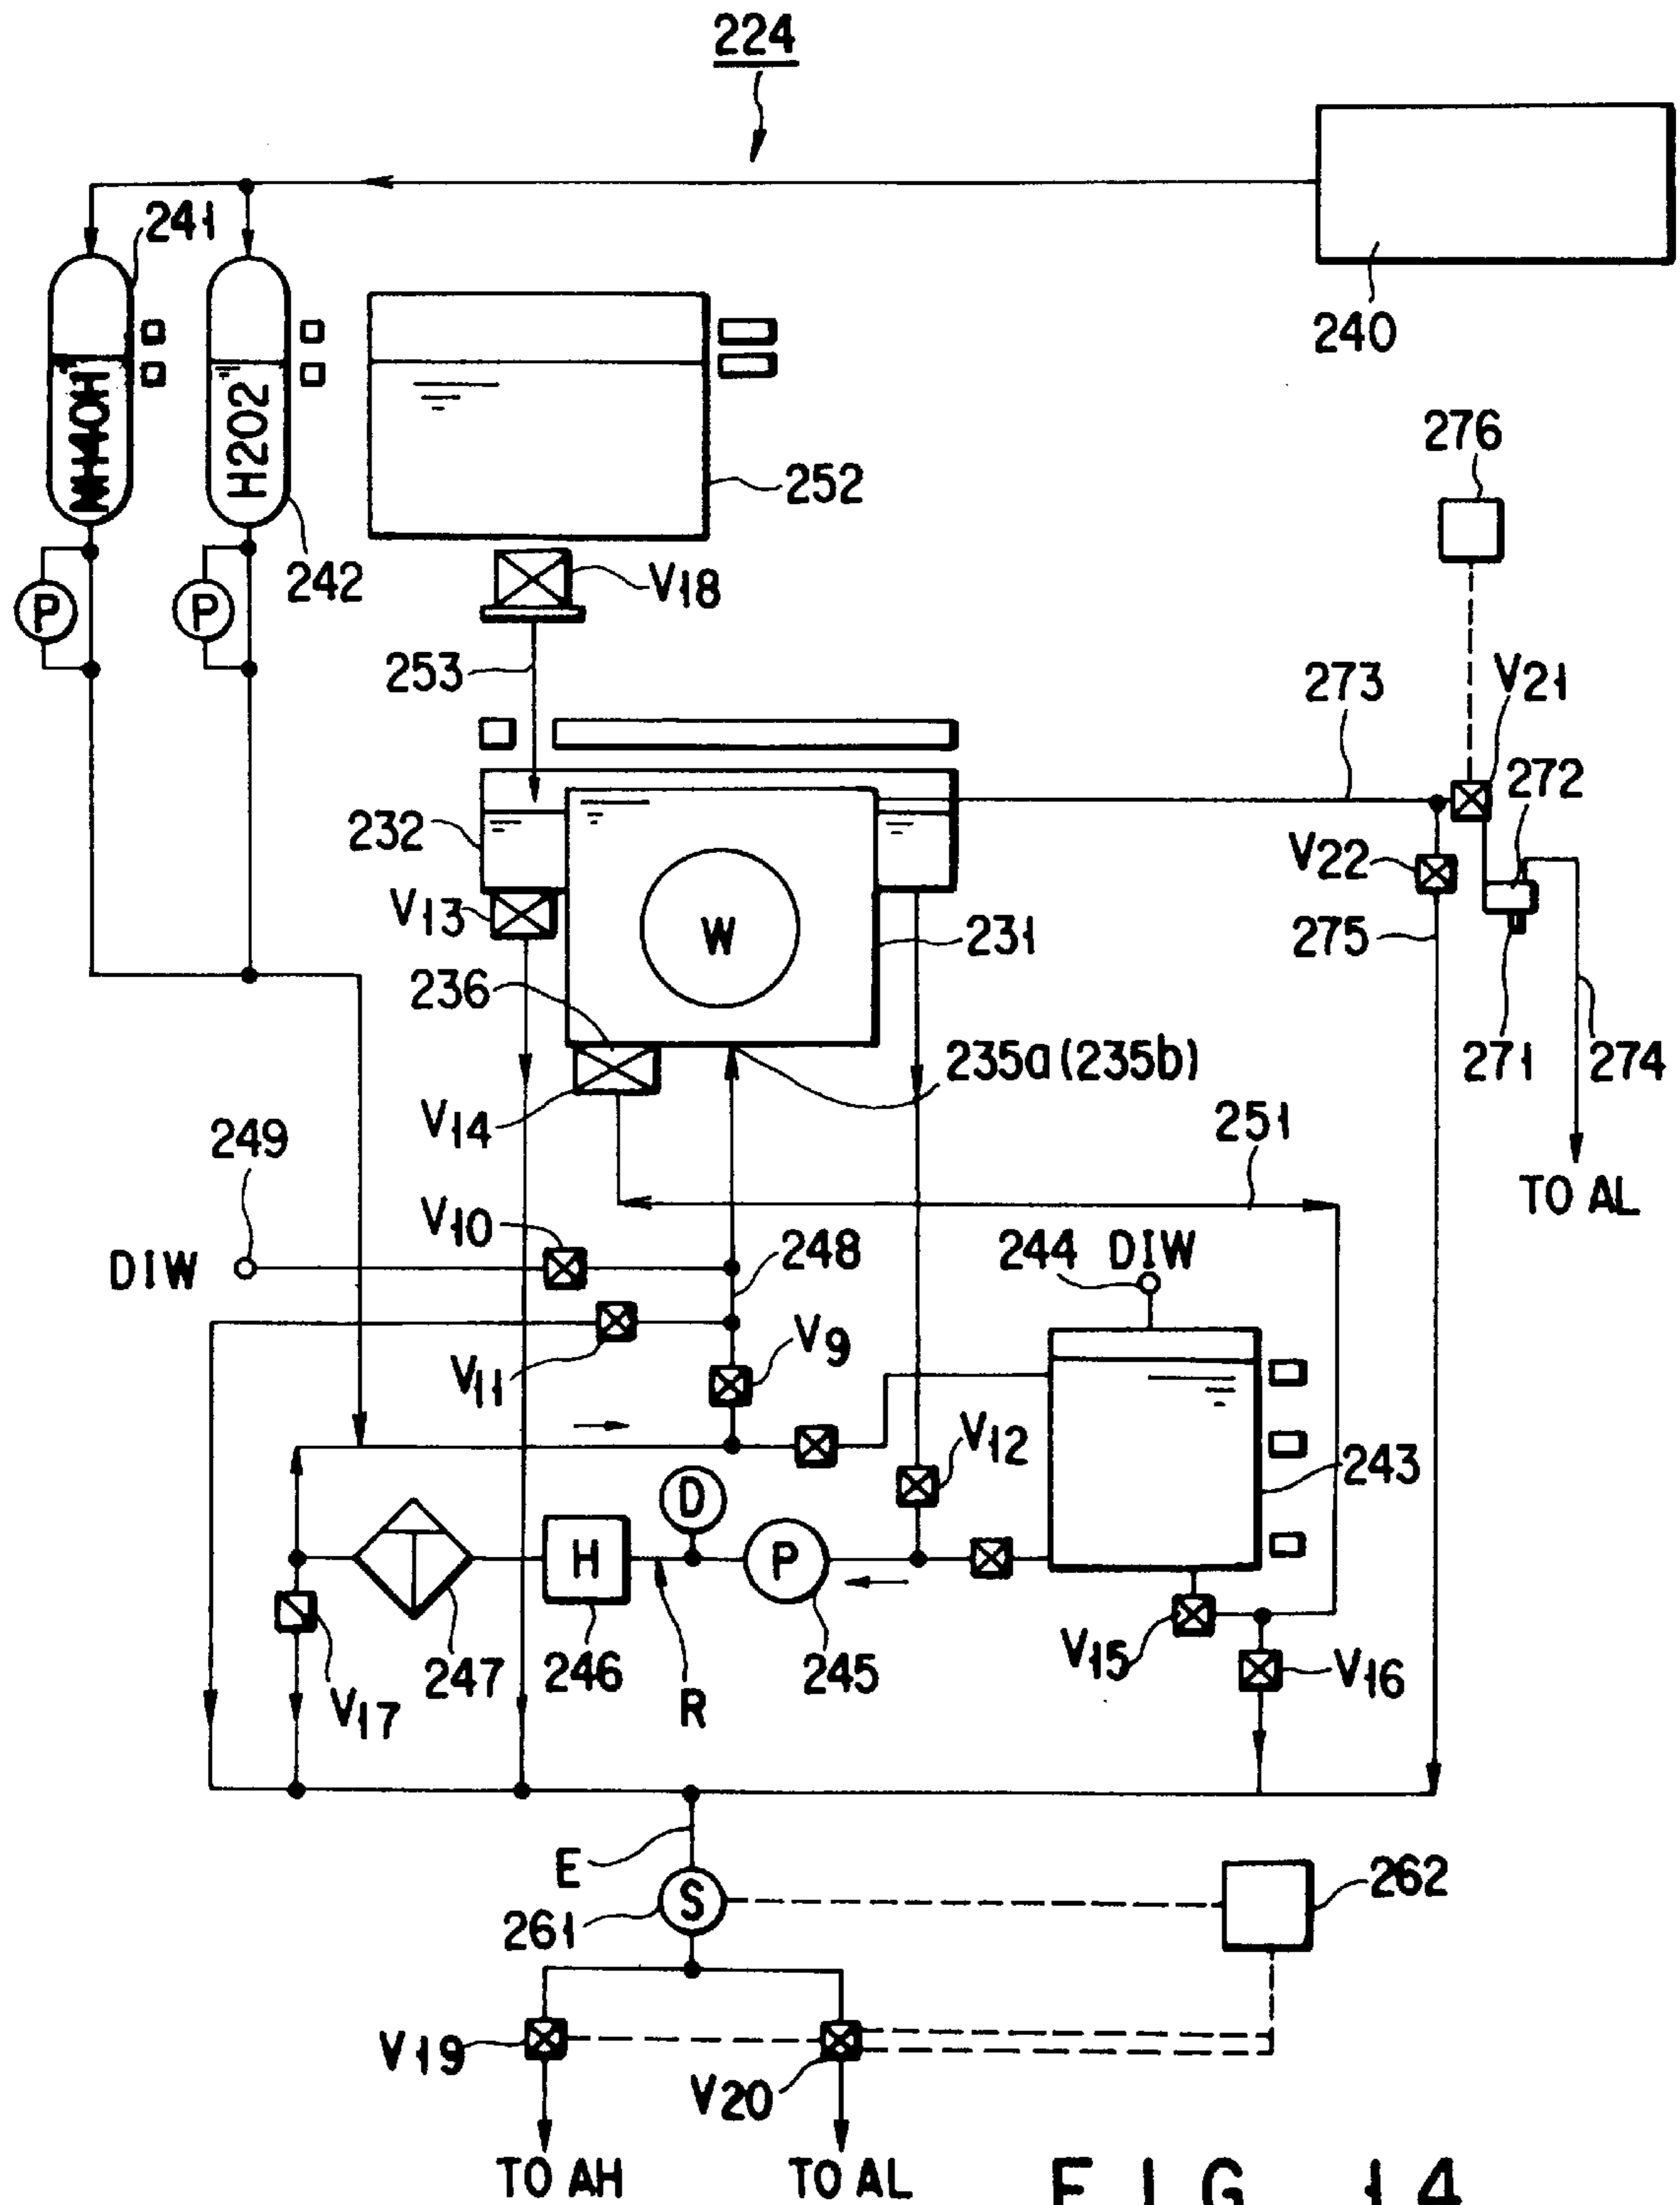 224
241
240
NH4OH
H2O2
276
252
242
V18
P
P
253
273
V21
272
232
V22
V13
W
231
275
236
235a (235b)
271
274
V14
251
249
TO AL
V10
248
244 DIW
DIW
V9
V11
V12
243
D
H
P
247
246
R
245
V15
V16
V17
E
S
262
261
V19
V20
TO AH
TO AL
FIG. 14